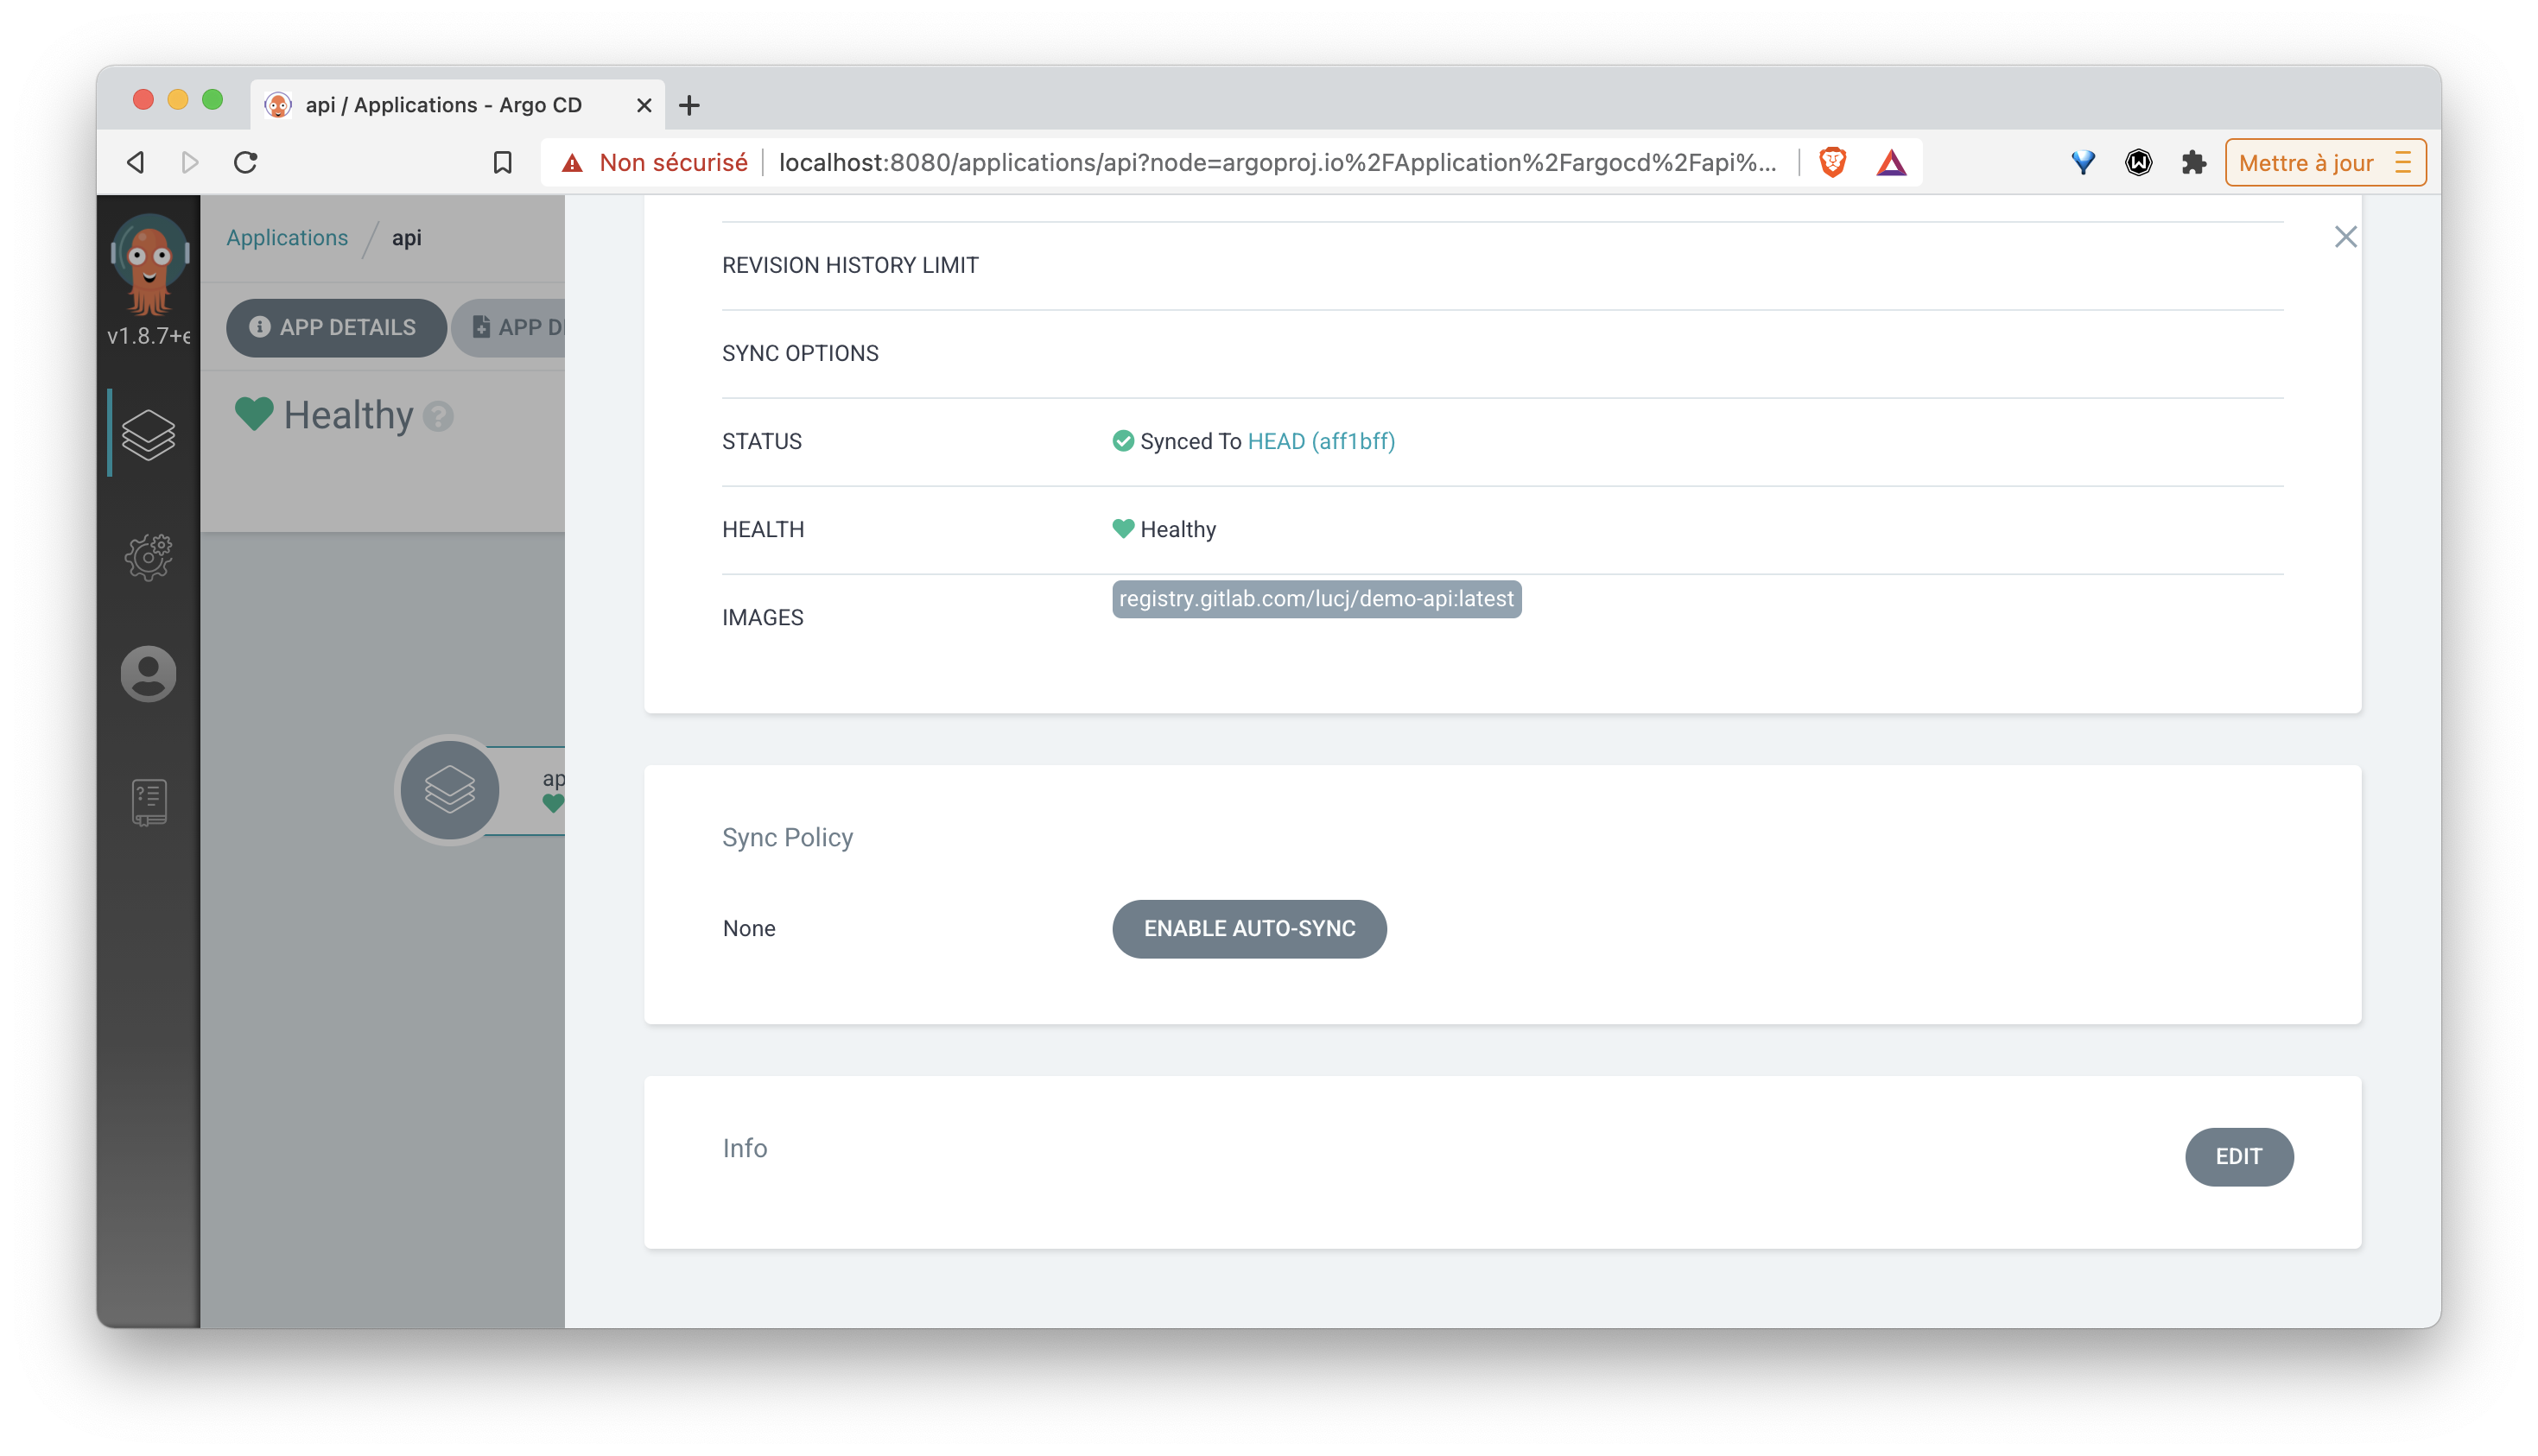 api / Applications - Argo CD
Non sécurisé
localhost:8080/applications/api?node=argoproj.io%2FApplication%2Fargocd%2Fapi%...
Mettre à jour
v1.8.7+e
Applications / api
APP DETAILS
APP D
Healthy
ap
REVISION HISTORY LIMIT
SYNC OPTIONS
STATUS Synced To HEAD (aff1bff)
HEALTH Healthy
IMAGES registry.gitlab.com/lucj/demo-api:latest
Sync Policy
None ENABLE AUTO-SYNC
Info EDIT